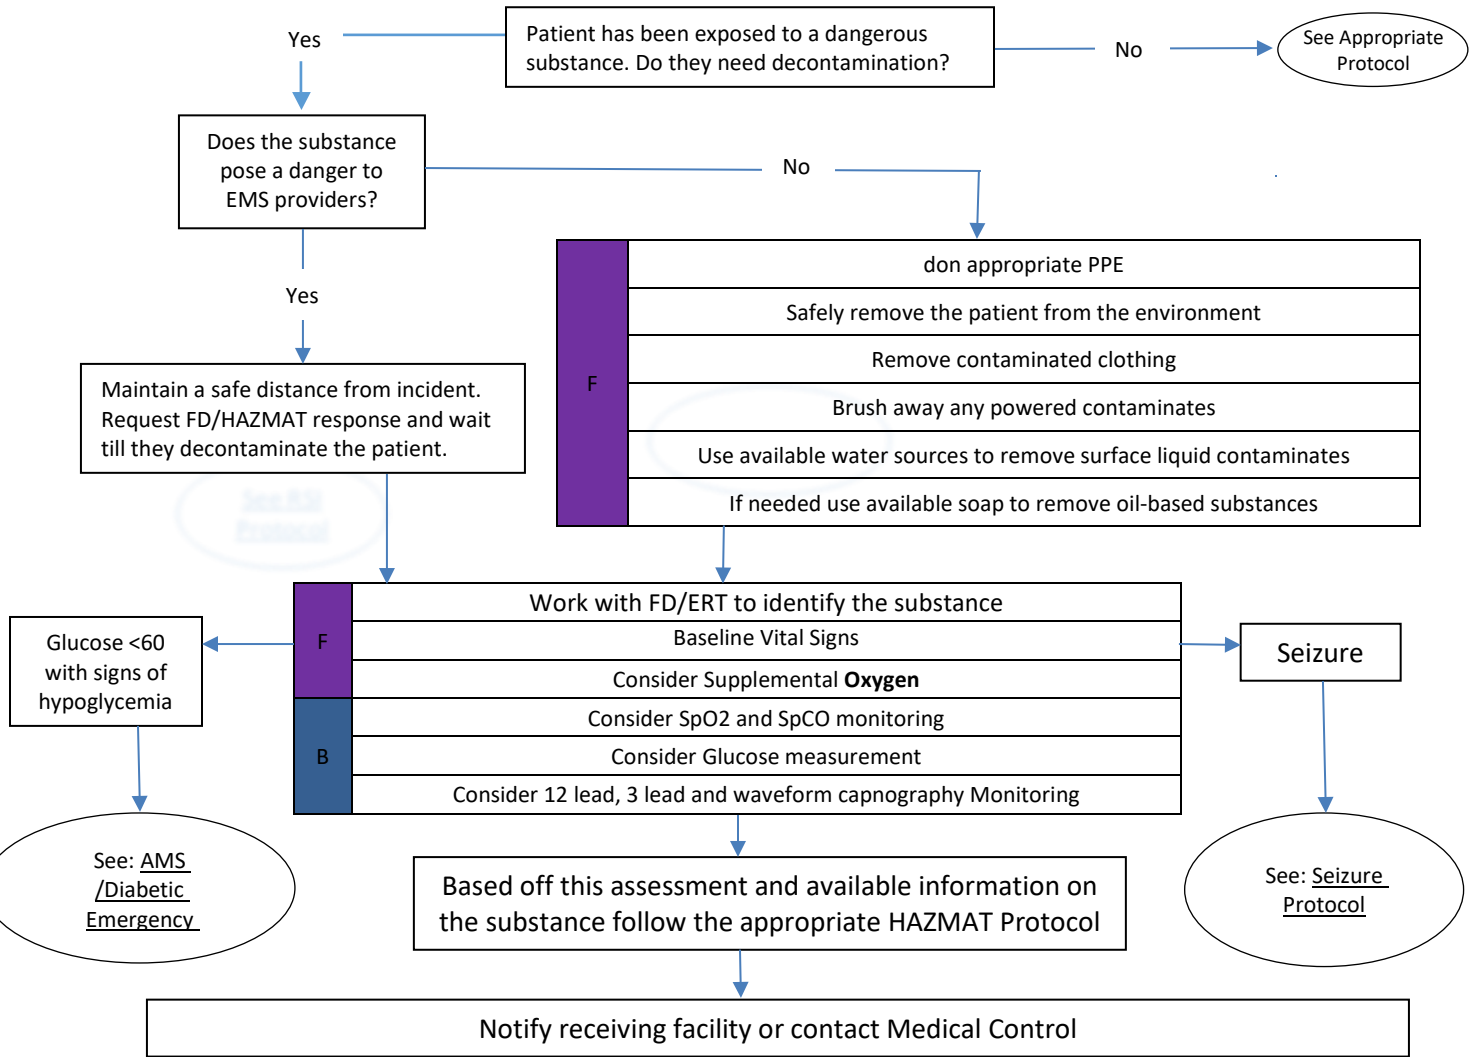 Yes
Patient has been exposed to a dangerous
substance. Do they need decontamination?
No
See Appropriate
Protocol
Does the substance
pose a danger to
EMS providers?
No
Yes
F
don appropriate PPE
Safely remove the patient from the environment
Remove contaminated clothing
Brush away any powered contaminates
Use available water sources to remove surface liquid contaminates
If needed use available soap to remove oil-based substances
Maintain a safe distance from incident.
Request FD/HAZMAT response and wait
till they decontaminate the patient.
See RSI
Protocol
F
Work with FD/ERT to identify the substance
Baseline Vital Signs
Consider Supplemental Oxygen
B
Consider SpO2 and SpCO monitoring
Consider Glucose measurement
Consider 12 lead, 3 lead and waveform capnography Monitoring
Glucose <60
with signs of
hypoglycemia
Seizure
See: AMS
/Diabetic
Emergency
See: Seizure
Protocol
Based off this assessment and available information on
the substance follow the appropriate HAZMAT Protocol
Notify receiving facility or contact Medical Control